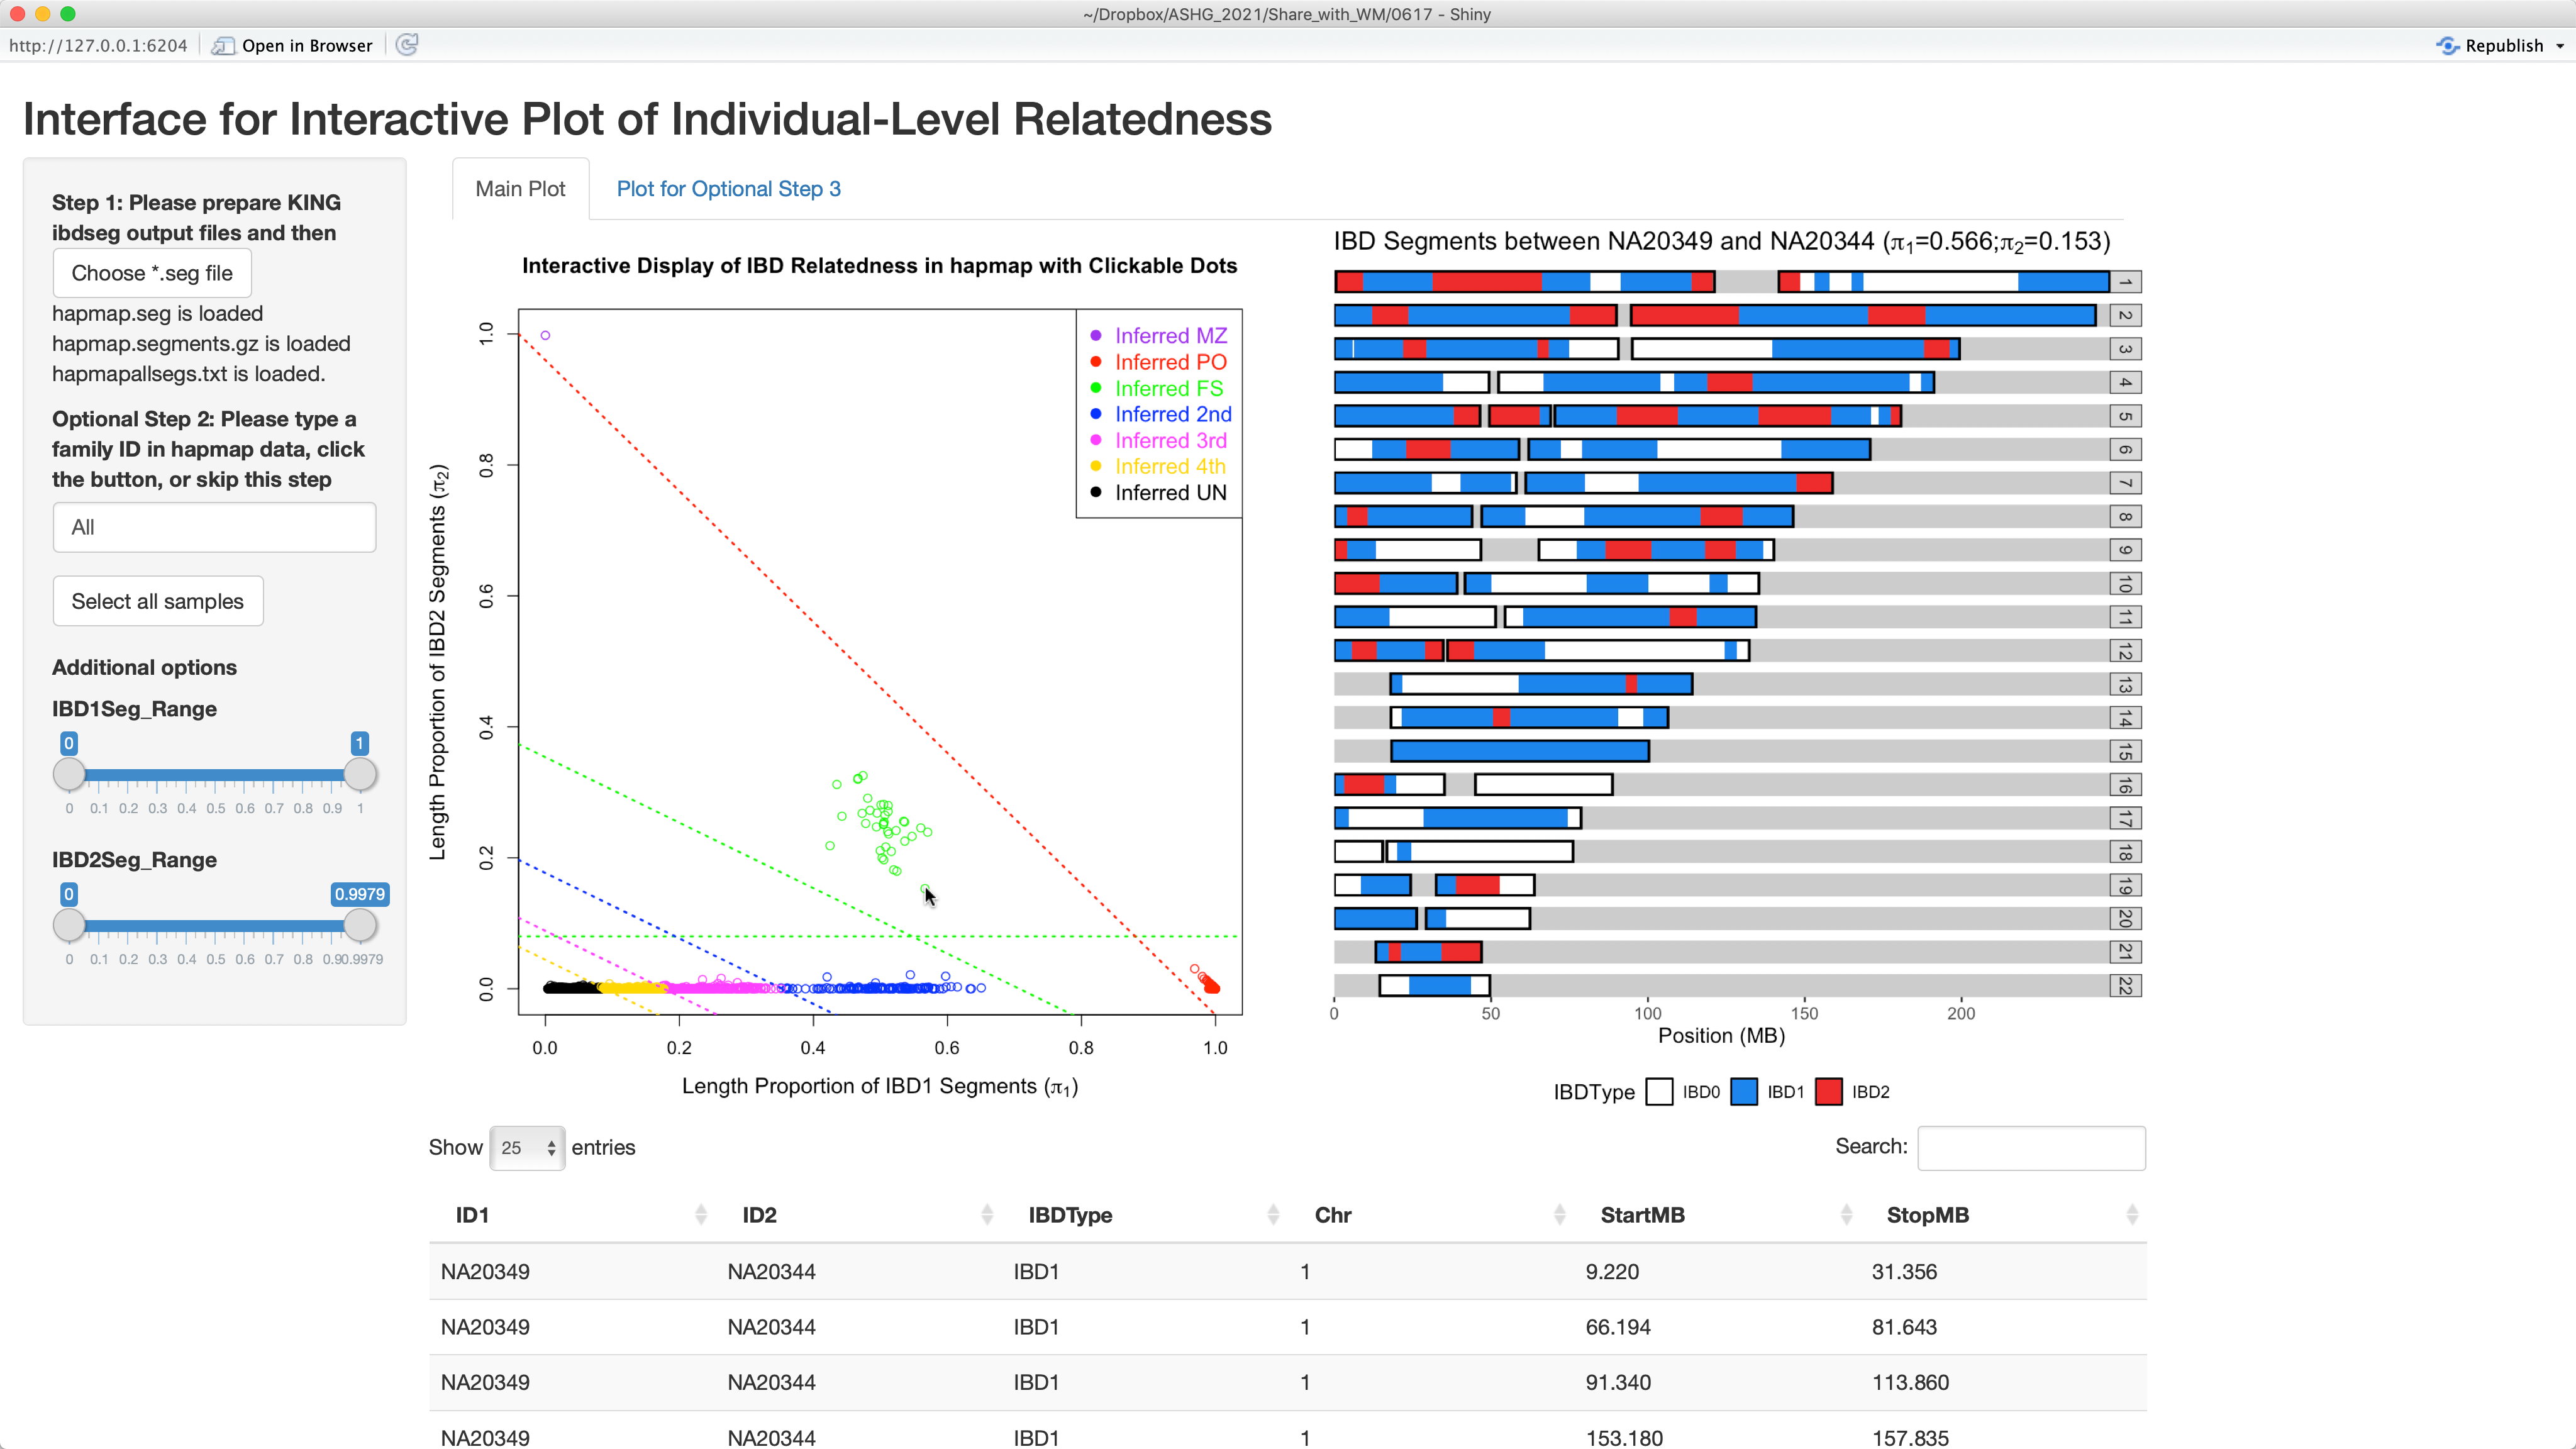 ~/Dropbox/ASHG_2021/Share_with_WM/0617 - Shiny
http://127.0.0.1:6204
Open in Browser
Republish
Interface for Interactive Plot of Individual-Level Relatedness
Step 1: Please prepare KING
ibdseg output files and then
Choose *.seg file
hapmap.seg is loaded
hapmap.segments.gz is loaded
hapmapallsegs.txt is loaded.
Optional Step 2: Please type a
family ID in hapmap data, click
the button, or skip this step
All
Select all samples
Additional options
IBD1Seg_Range
0 1
0 0.1 0.2 0.3 0.4 0.5 0.6 0.7 0.8 0.9 1
IBD2Seg_Range
0 0.9979
0 0.1 0.2 0.3 0.4 0.5 0.6 0.7 0.8 0.90.9979
Main Plot
Plot for Optional Step 3
Interactive Display of IBD Relatedness in hapmap with Clickable Dots
Length Proportion of IBD2 Segments (π2)
1.0
0.8
0.6
0.4
0.2
0.0
Inferred MZ
Inferred PO
Inferred FS
Inferred 2nd
Inferred 3rd
Inferred 4th
Inferred UN
0.0 0.2 0.4 0.6 0.8 1.0
Length Proportion of IBD1 Segments (π1)
IBD Segments between NA20349 and NA20344 (π1=0.566;π2=0.153)
1
2
3
4
5
6
7
8
9
10
11
12
13
14
15
16
17
18
19
20
21
22
0 50 100 150 200
Position (MB)
IBDType IBD0 IBD1 IBD2
Show 25 entries
Search:
ID1 ID2 IBDType Chr StartMB StopMB
NA20349 NA20344 IBD1 1 9.220 31.356
NA20349 NA20344 IBD1 1 66.194 81.643
NA20349 NA20344 IBD1 1 91.340 113.860
NA20349 NA20344 IBD1 1 153.180 157.835